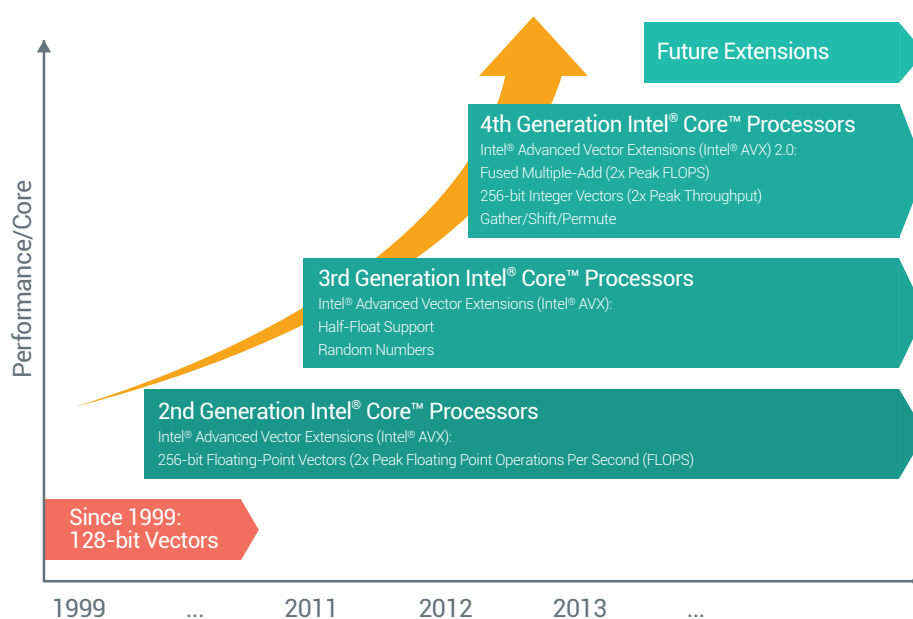 Performance/Core
Future Extensions
4th Generation Intel® Core™ Processors
Intel® Advanced Vector Extensions (Intel® AVX) 2.0:
Fused Multiple-Add (2x Peak FLOPS)
256-bit Integer Vectors (2x Peak Throughput)
Gather/Shift/Permute
3rd Generation Intel® Core™ Processors
Intel® Advanced Vector Extensions (Intel® AVX):
Half-Float Support
Random Numbers
2nd Generation Intel® Core™ Processors
Intel® Advanced Vector Extensions (Intel® AVX):
256-bit Floating-Point Vectors (2x Peak Floating Point Operations Per Second (FLOPS)
Since 1999:
128-bit Vectors
1999 ... 2011 2012 2013 ...